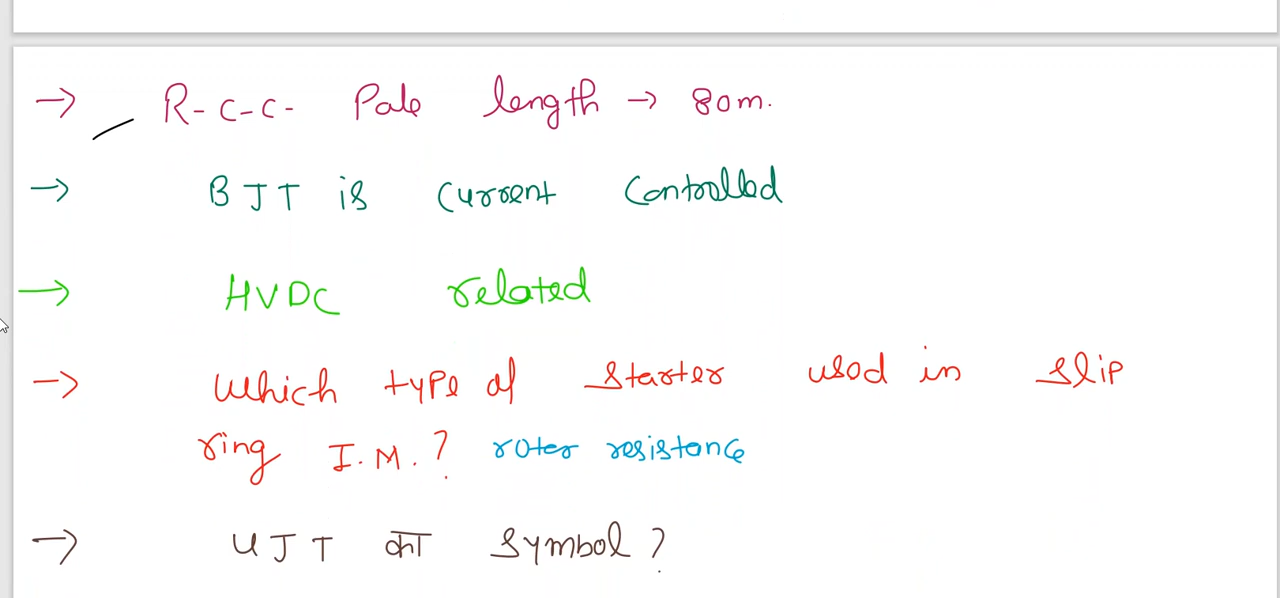 → R-C-C- Pole length → 80m.
→ BJT is current controlled
→ HVDC related
→ which type of starter used in slip
ring I.M.? rotor resistance
→ UJT का symbol?